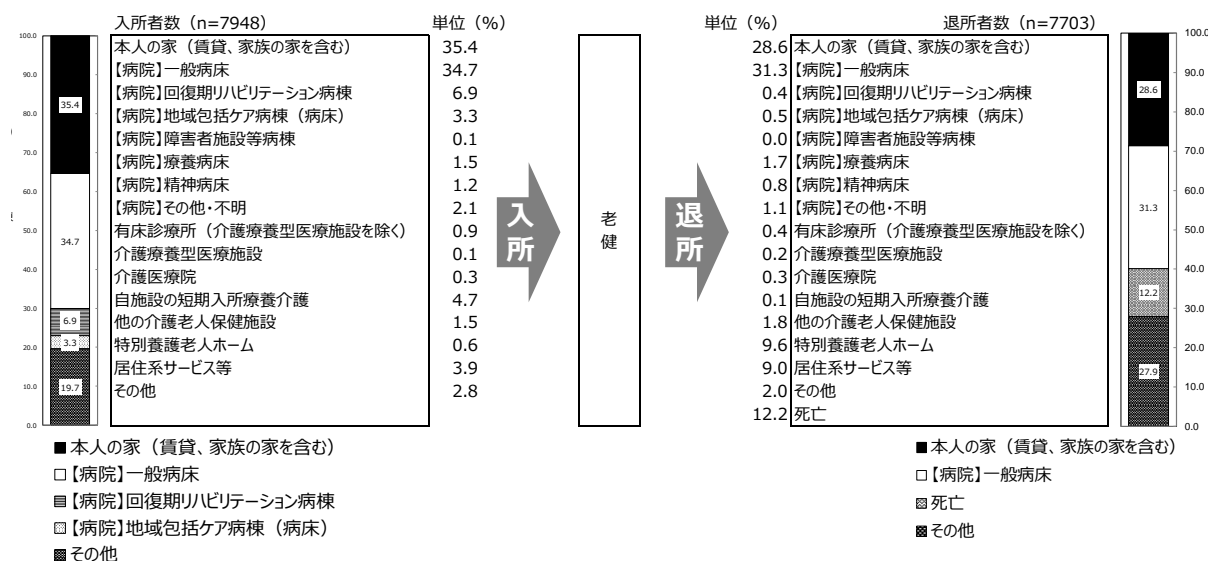 入所者数（n=7948） 単位（%）
本人の家（賃貸、家族の家を含む） 35.4
【病院】一般病床 34.7
【病院】回復期リハビリテーション病棟 6.9
【病院】地域包括ケア病棟（病床） 3.3
【病院】障害者施設等病棟 0.1
【病院】療養病床 1.5
【病院】精神病床 1.2
【病院】その他・不明 2.1
有床診療所（介護療養型医療施設を除く） 0.9
介護療養型医療施設 0.1
介護医療院 0.3
自施設の短期入所療養介護 4.7
他の介護老人保健施設 1.5
特別養護老人ホーム 0.6
居住系サービス等 3.9
その他 2.8
100.0
90.0
80.0
70.0
60.0
50.0
40.0
30.0
20.0
10.0
0.0
35.4
34.7
6.9
3.3
19.7
■本人の家（賃貸、家族の家を含む）
□【病院】一般病床
【病院】回復期リハビリテーション病棟
【病院】地域包括ケア病棟（病床）
その他
入所
老健
退所
単位（%） 退所者数（n=7703）
28.6 本人の家（賃貸、家族の家を含む）
31.3 【病院】一般病床
0.4 【病院】回復期リハビリテーション病棟
0.5 【病院】地域包括ケア病棟（病床）
0.0 【病院】障害者施設等病棟
1.7 【病院】療養病床
0.8 【病院】精神病床
1.1 【病院】その他・不明
0.4 有床診療所（介護療養型医療施設を除く）
0.2 介護療養型医療施設
0.3 介護医療院
0.1 自施設の短期入所療養介護
1.8 他の介護老人保健施設
9.6 特別養護老人ホーム
9.0 居住系サービス等
2.0 その他
12.2 死亡
28.6
31.3
12.2
27.9
100.0
90.0
80.0
70.0
60.0
50.0
40.0
30.0
20.0
10.0
0.0
■本人の家（賃貸、家族の家を含む）
□【病院】一般病床
死亡
その他